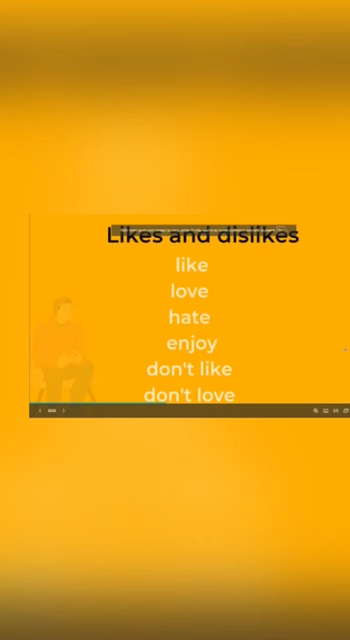 Likes and dislikes
like
love
hate
enjoy
don't like
don't love